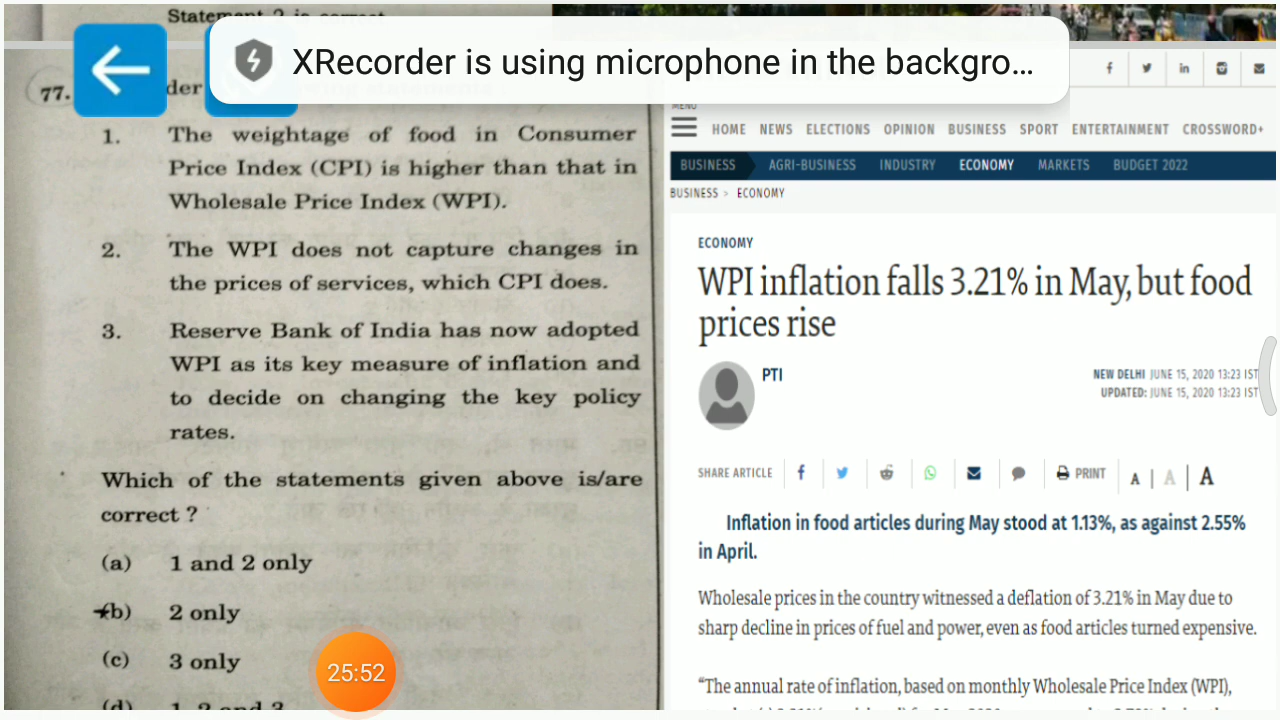 Statement 2 is correct
XRecorder is using microphone in the backgro...
77.
der
1. The weightage of food in Consumer
Price Index (CPI) is higher than that in
Wholesale Price Index (WPI).
2. The WPI does not capture changes in
the prices of services, which CPI does.
3. Reserve Bank of India has now adopted
WPI as its key measure of inflation and
to decide on changing the key policy
rates.
Which of the statements given above is/are
correct ?
(a) 1 and 2 only
(b) 2 only
(c) 3 only
(d) 1, 2 and 3
25:52
MENU
HOME NEWS ELECTIONS OPINION BUSINESS SPORT ENTERTAINMENT CROSSWORD+
BUSINESS AGRI-BUSINESS INDUSTRY ECONOMY MARKETS BUDGET 2022
BUSINESS > ECONOMY
ECONOMY
WPI inflation falls 3.21% in May, but food
prices rise
PTI
NEW DELHI JUNE 15, 2020 13:23 IST
UPDATED: JUNE 15, 2020 13:23 IST
SHARE ARTICLE PRINT A | A | A
Inflation in food articles during May stood at 1.13%, as against 2.55%
in April.
Wholesale prices in the country witnessed a deflation of 3.21% in May due to
sharp decline in prices of fuel and power, even as food articles turned expensive.
“The annual rate of inflation, based on monthly Wholesale Price Index (WPI),